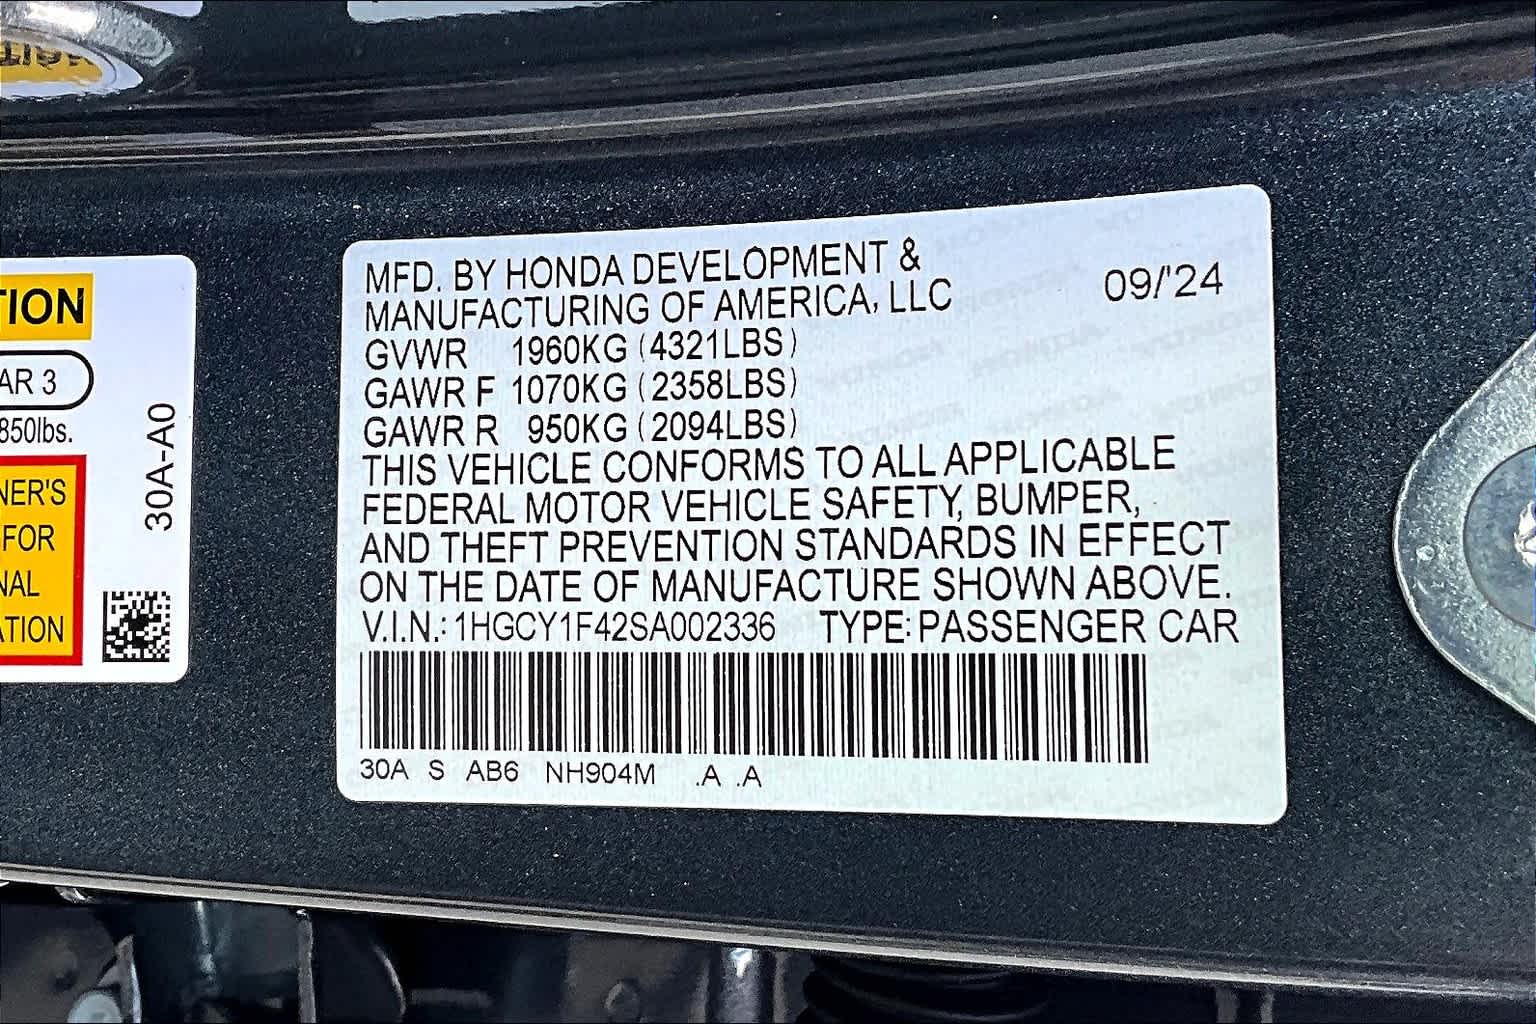 TION
AR 3
850lbs.
NER'S
FOR
NAL
ATION
30A-A0
MFD. BY HONDA DEVELOPMENT &
MANUFACTURING OF AMERICA, LLC
09/'24
GVWR 1960KG (4321LBS)
GAWR F 1070KG (2358LBS)
GAWR R 950KG (2094LBS)
THIS VEHICLE CONFORMS TO ALL APPLICABLE
FEDERAL MOTOR VEHICLE SAFETY, BUMPER,
AND THEFT PREVENTION STANDARDS IN EFFECT
ON THE DATE OF MANUFACTURE SHOWN ABOVE.
V.I.N.: 1HGCY1F42SA002336 TYPE: PASSENGER CAR
30A S AB6 NH904M .A .A